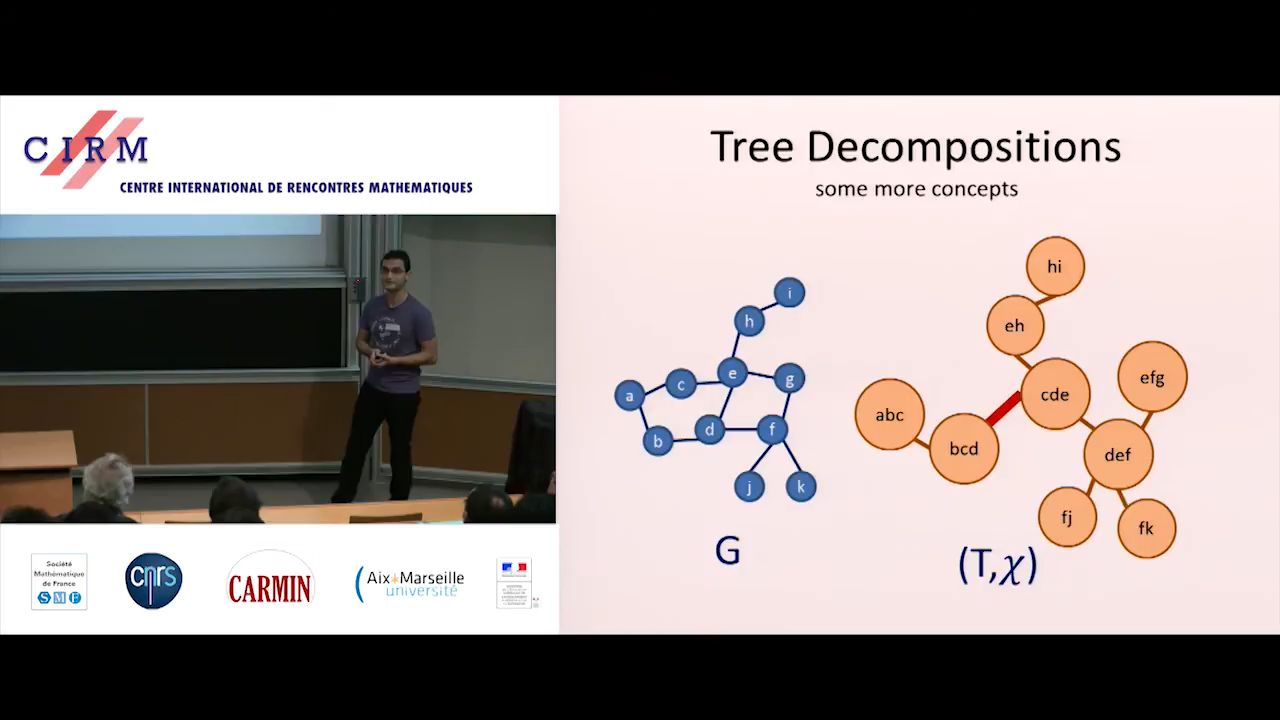 CIRM
CENTRE INTERNATIONAL DE RENCONTRES MATHEMATIQUES
Tree Decompositions
some more concepts
i
h
e
c
g
a
d
f
b
j
k
G
hi
eh
cde
efg
abc
bcd
def
fj
fk
(T,χ)
Société
Mathématique
de France
SMF
cnrs
CARMIN
Aix*Marseille
université